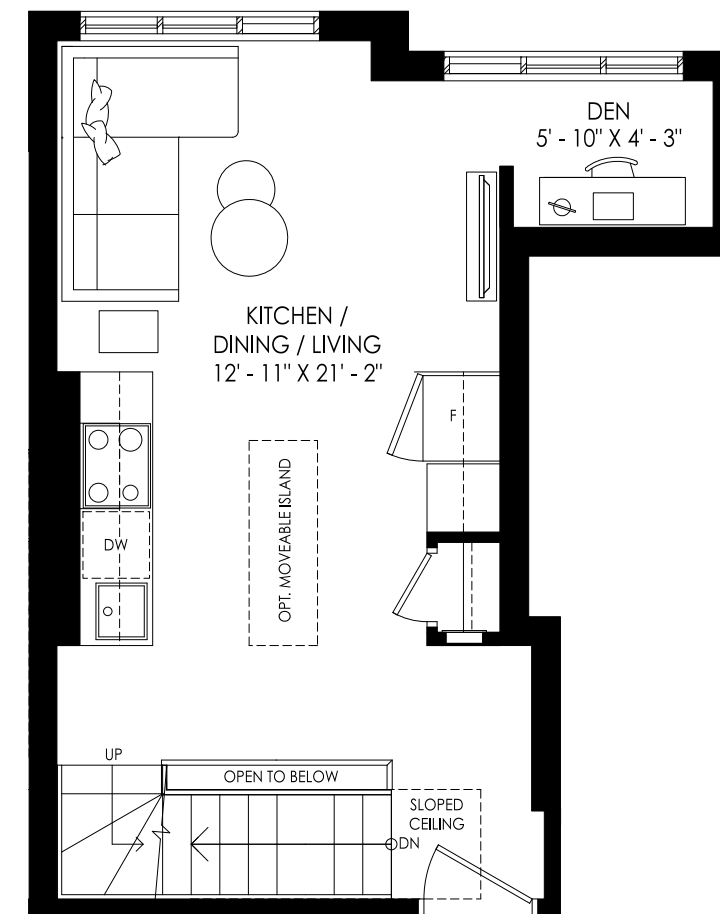 DEN
5' - 10" X 4' - 3"
KITCHEN /
DINING / LIVING
12' - 11" X 21' - 2"
F
OPT. MOVEABLE ISLAND
DW
UP
OPEN TO BELOW
SLOPED
CEILING
DN